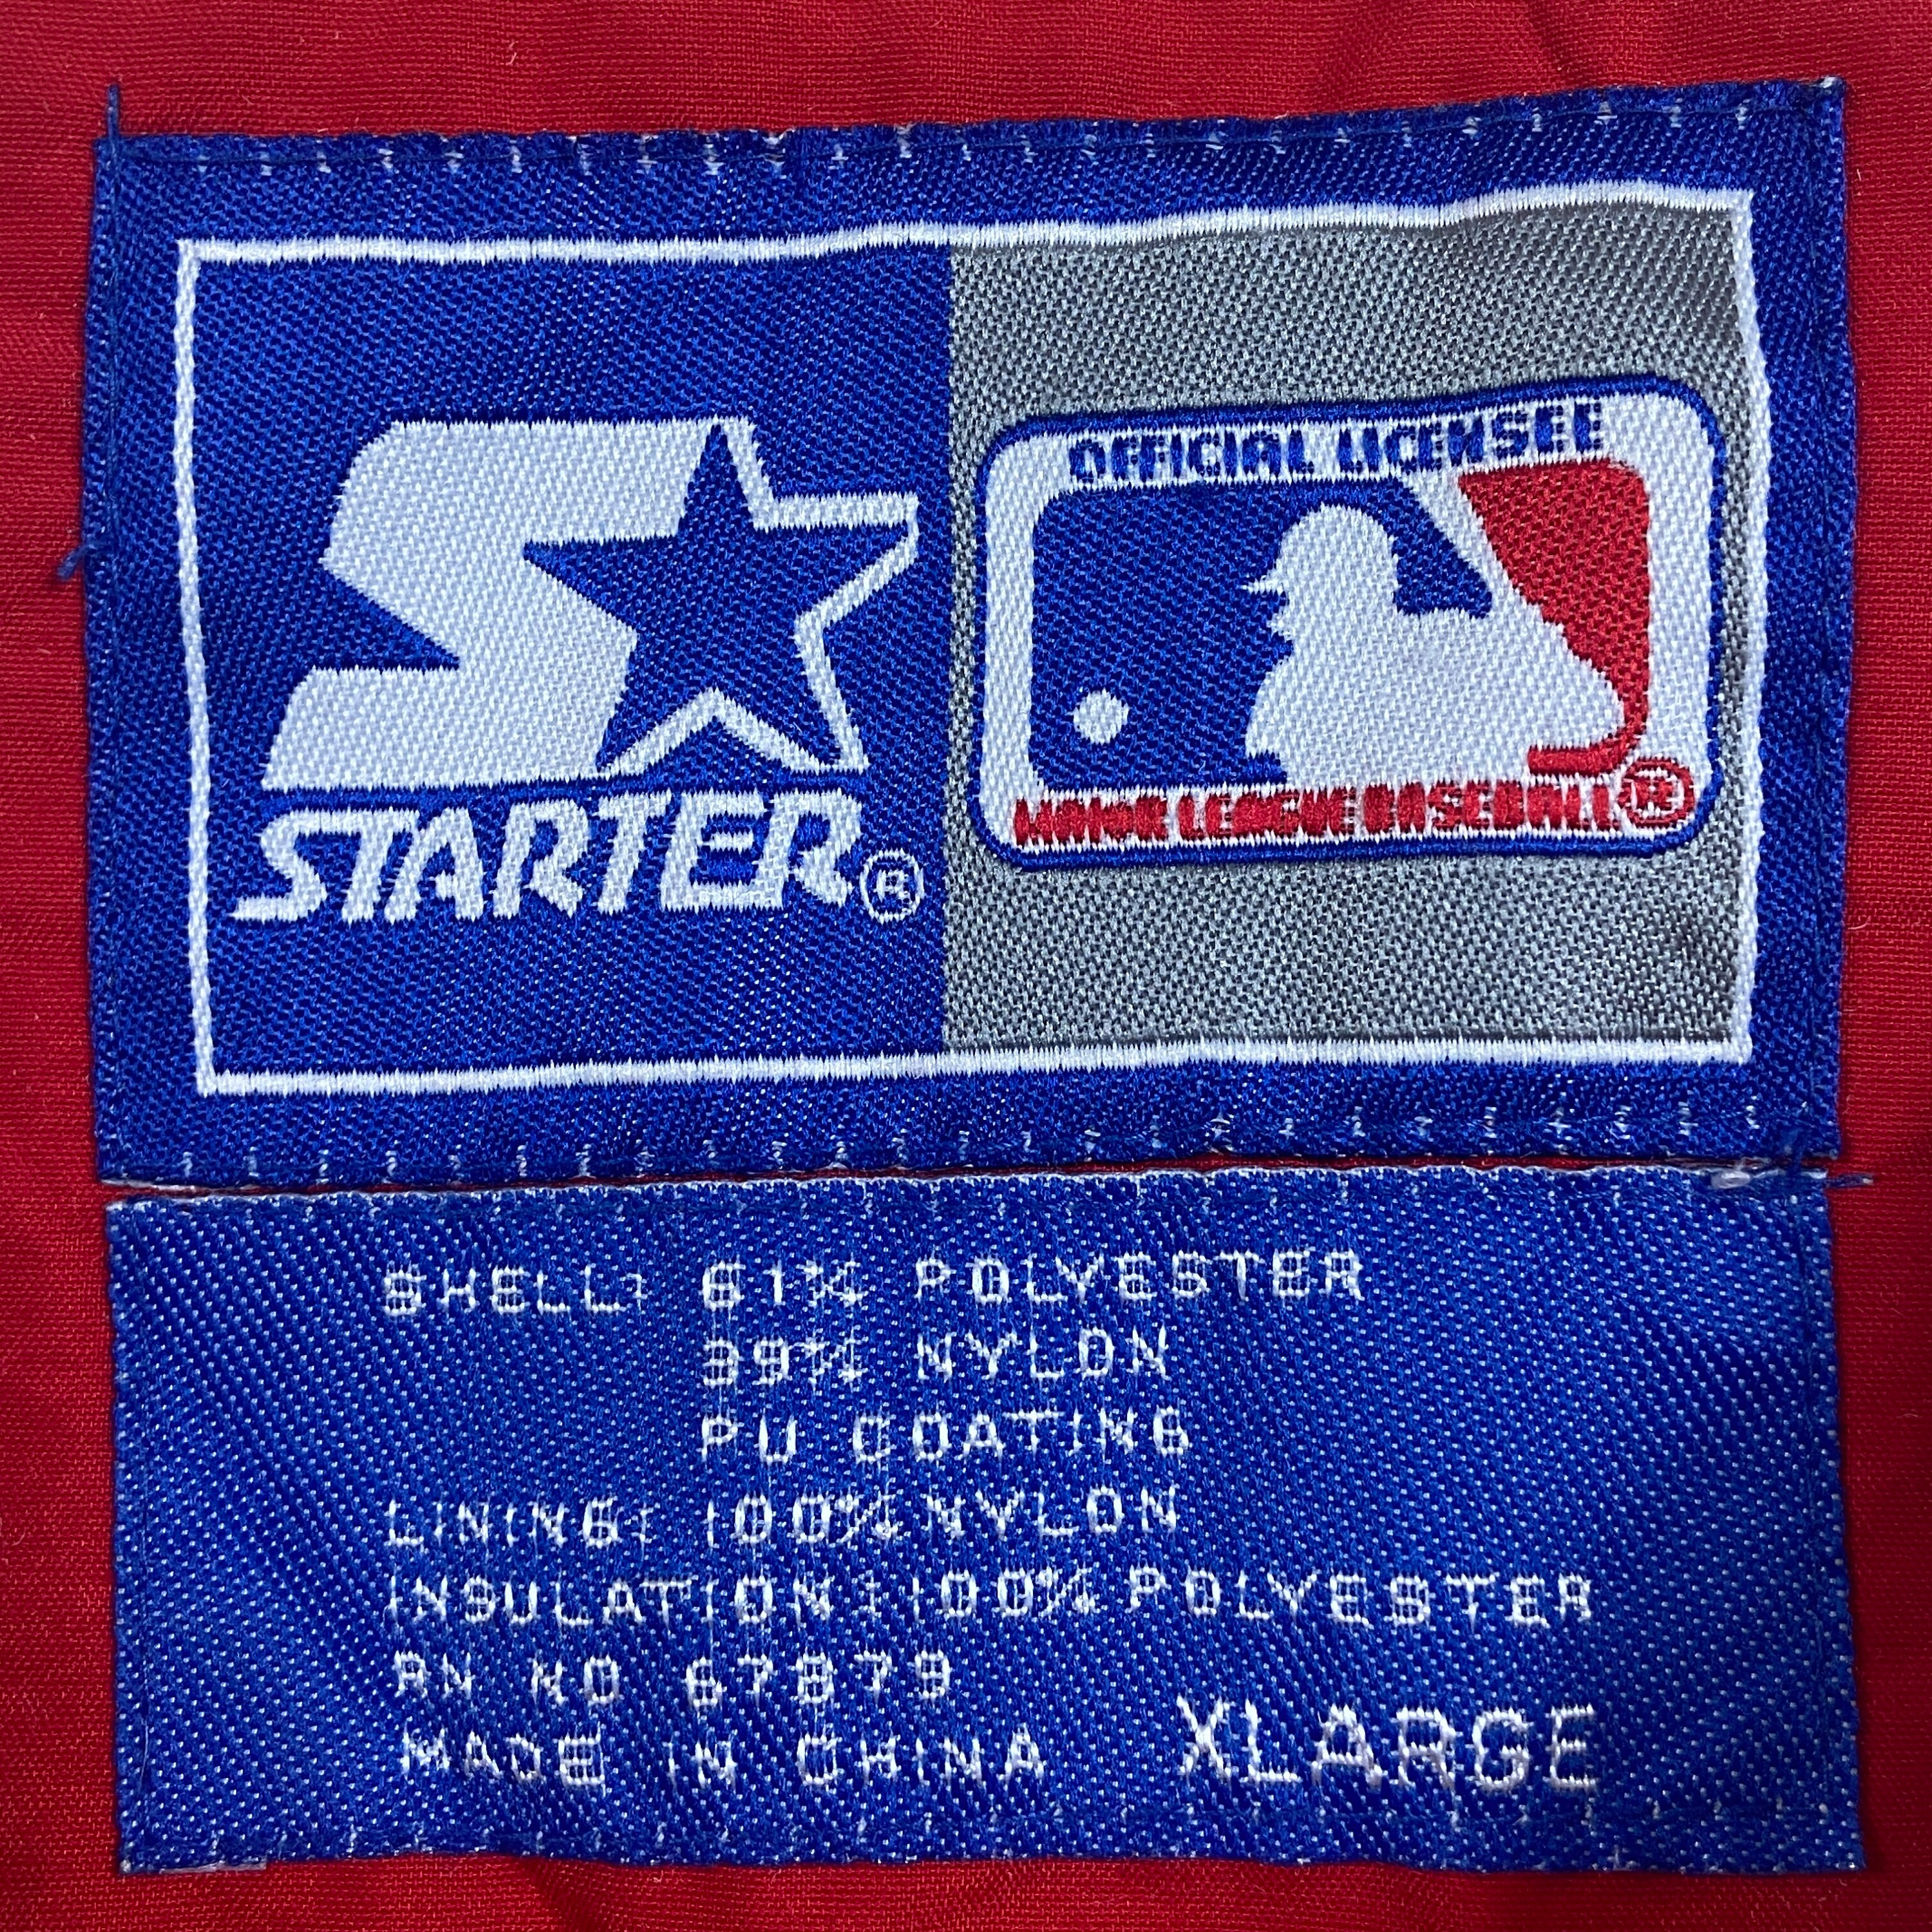 STARTER®
OFFICIAL LICENSEE
MAJOR LEAGUE BASEBALL®
SHELL: 61% POLYESTER
39% NYLON
PU COATING
LINING: 100% NYLON
INSULATION: 100% POLYESTER
RN NO 67879
MADE IN CHINA XLARGE